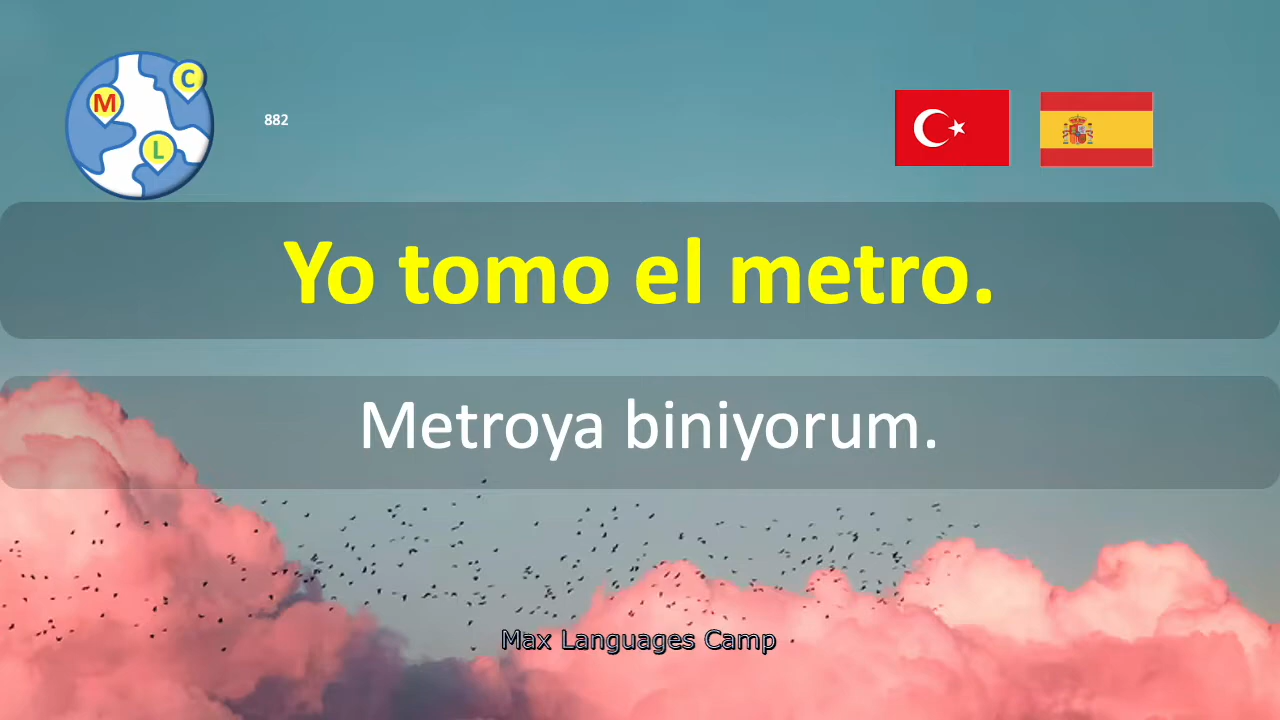 C
M
L
882
Yo tomo el metro.
Metroya biniyorum.
Max Languages Camp